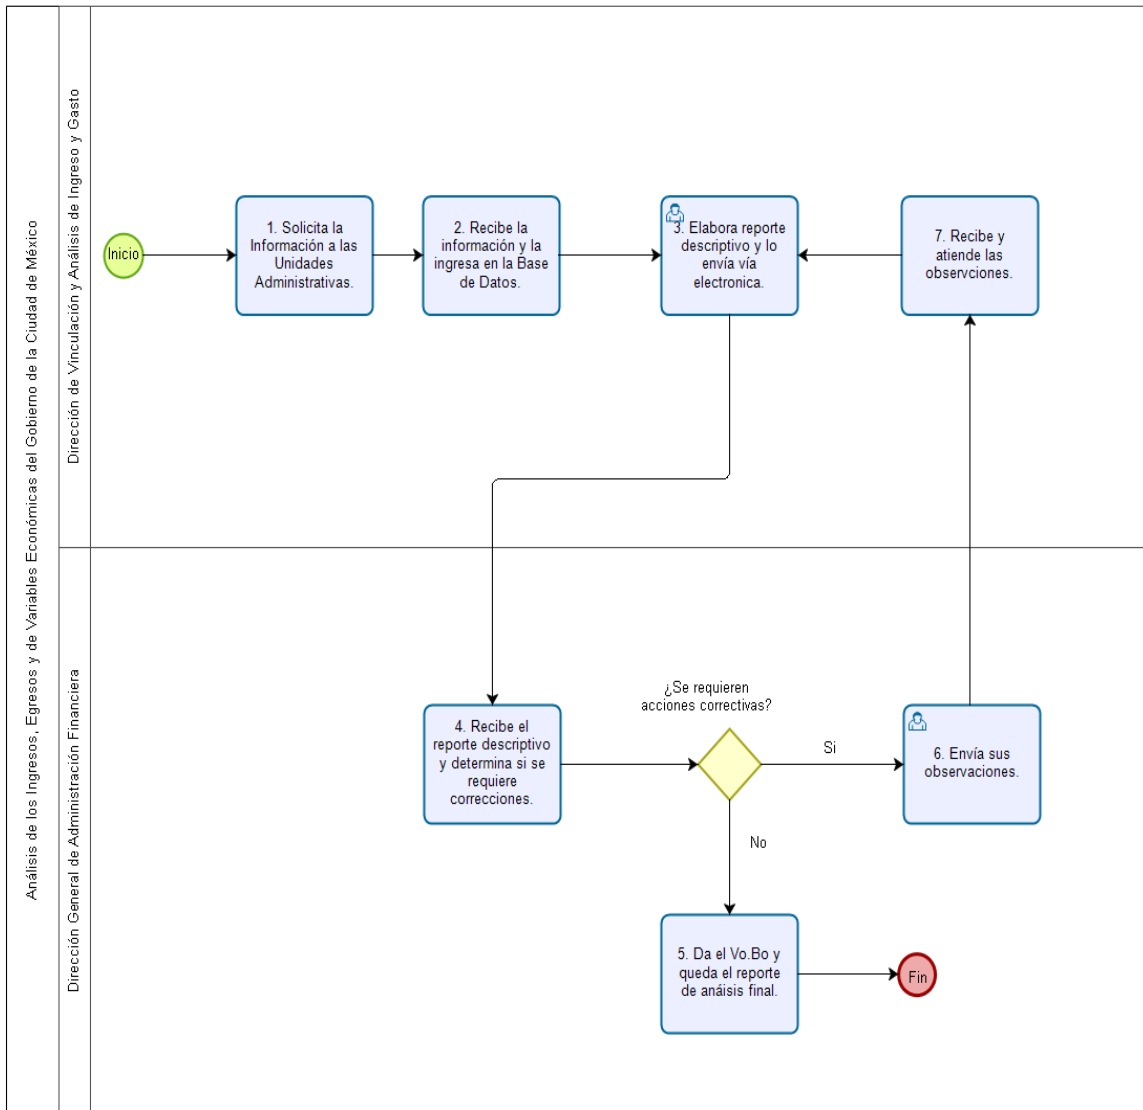 Análisis de los Ingresos, Egresos y de Variables Económicas del Gobierno de la Ciudad de México
Dirección de Vinculación y Análisis de Ingreso y Gasto
Inicio
1. Solicita la
Información a las
Unidades
Administrativas.
2. Recibe la
información y la
ingresa en la Base
de Datos.
3. Elabora reporte
descriptivo y lo
envía vía
electronica.
7. Recibe y
atiende las
observciones.
Dirección General de Administración Financiera
4. Recibe el
reporte descriptivo
y determina si se
requiere
correcciones.
¿Se requieren
acciones correctivas?
Si
6. Envía sus
observaciones.
No
5. Da el Vo.Bo y
queda el reporte
de anáisis final.
Fin